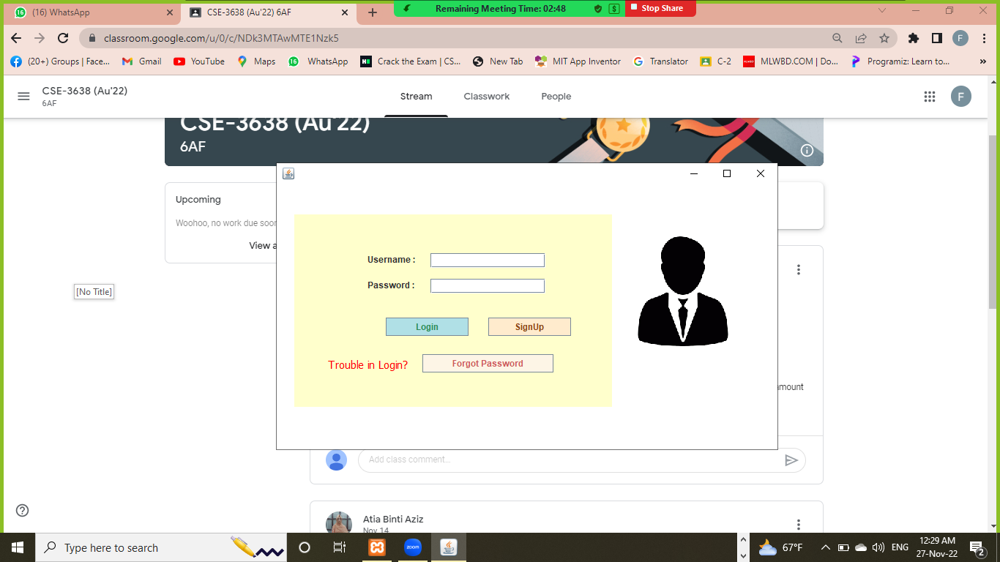 (16) WhatsApp
CSE-3638 (Au'22) 6AF
Remaining Meeting Time: 02:48
Stop Share
classroom.google.com/u/0/c/NDk3MTAwMTE1Nzk5
F
(20+) Groups | Face...
Gmail
YouTube
Maps
WhatsApp
Crack the Exam | CS...
New Tab
MIT App Inventor
Translator
C-2
MLWBD.COM | Do...
Programiz: Learn to...
CSE-3638 (Au'22)
6AF
Stream
Classwork
People
F
CSE-3638 (Au'22)
6AF
Upcoming
Woohoo, no work due soon
View a
[No Title]
Username :
Password :
Login
SignUp
Trouble in Login?
Forgot Password
amount
Add class comment...
Atia Binti Aziz
Nov 14
Type here to search
zoom
67°F
ENG
12:29 AM
27-Nov-22
2